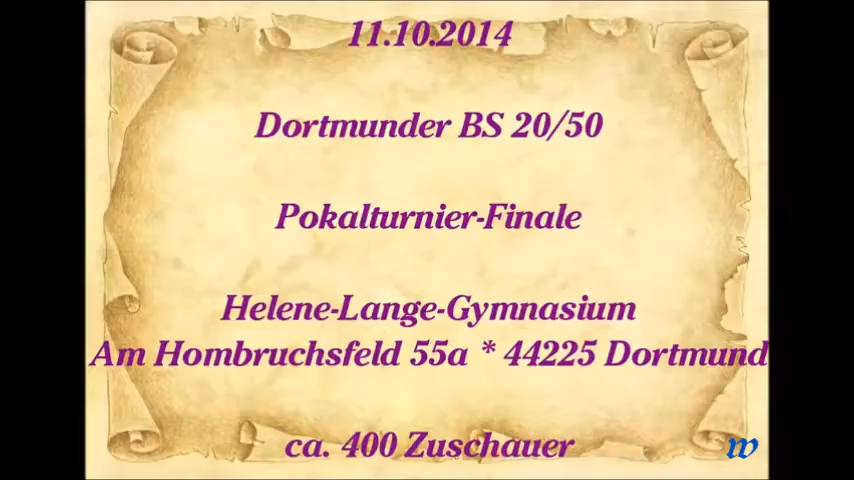 11.10.2014
Dortmunder BS 20/50
Pokalturnier-Finale
Helene-Lange-Gymnasium
Am Hombruchsfeld 55a * 44225 Dortmund
ca. 400 Zuschauer
w